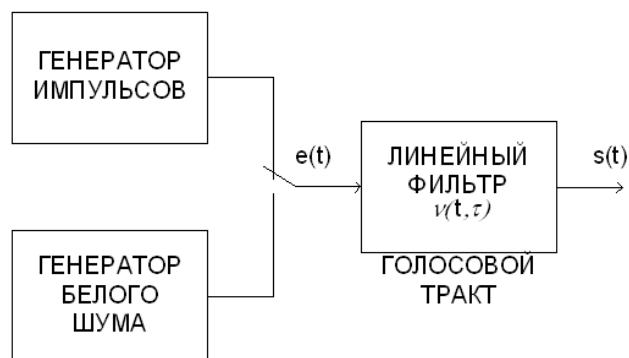 ГЕНЕРАТОР
ИМПУЛЬСОВ
e(t)
ЛИНЕЙНЫЙ
ФИЛЬТР
ν(t,τ)
s(t)
ГОЛОСОВОЙ
ТРАКТ
ГЕНЕРАТОР
БЕЛОГО
ШУМА